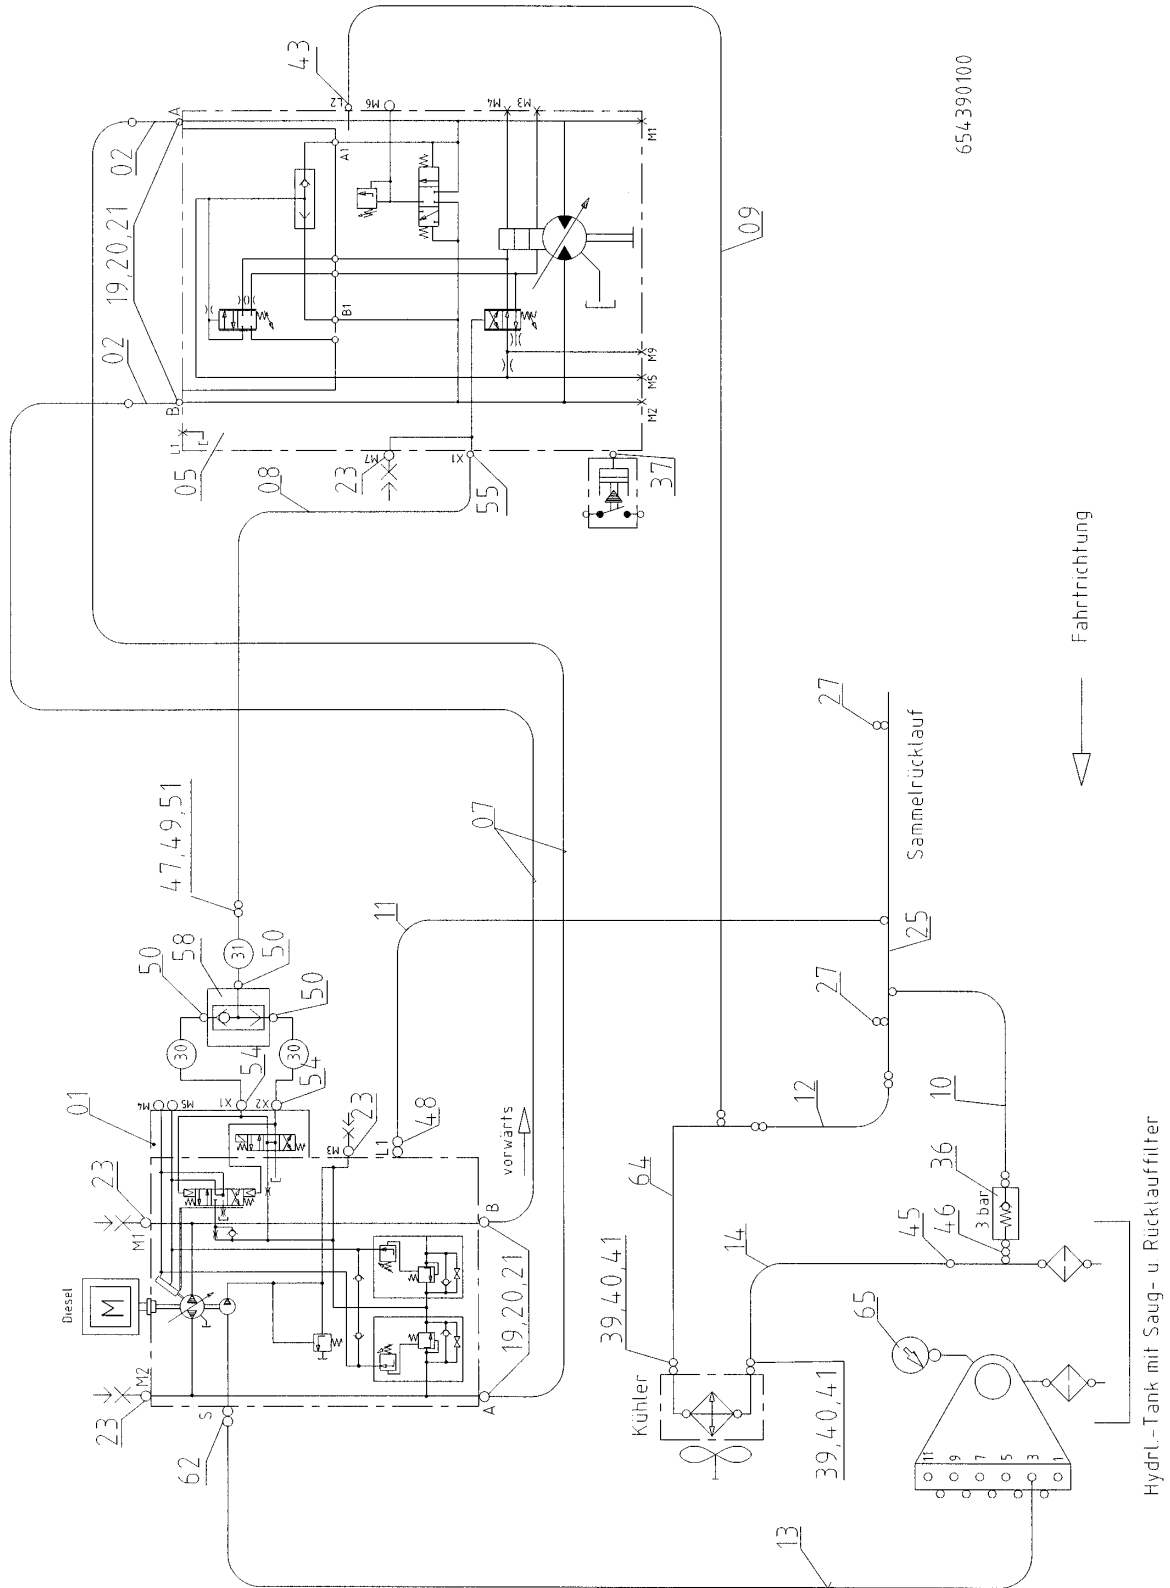 Diesel
M
01
23
M1
M2
23
S
62
M4
M5
X1
X2
54
54
50
58
50
50
30
30
31
47,49,51
M3
23
L1
48
vorwärts
B
A
19,20,21
07
11
13
02
02
19,20,21
A
B
L1
05
08
M7
23
X1
55
37
43
L2
M6
M4
M3
A1
B1
M1
M9
M5
M2
09
654390100
Fahrtrichtung
27
Sammelrücklauf
25
27
12
10
64
14
36
3 bar
46
45
39,40,41
Kühler
39,40,41
65
11
9
7
5
3
1
Hydrl.-Tank mit Saug- u Rücklauffilter